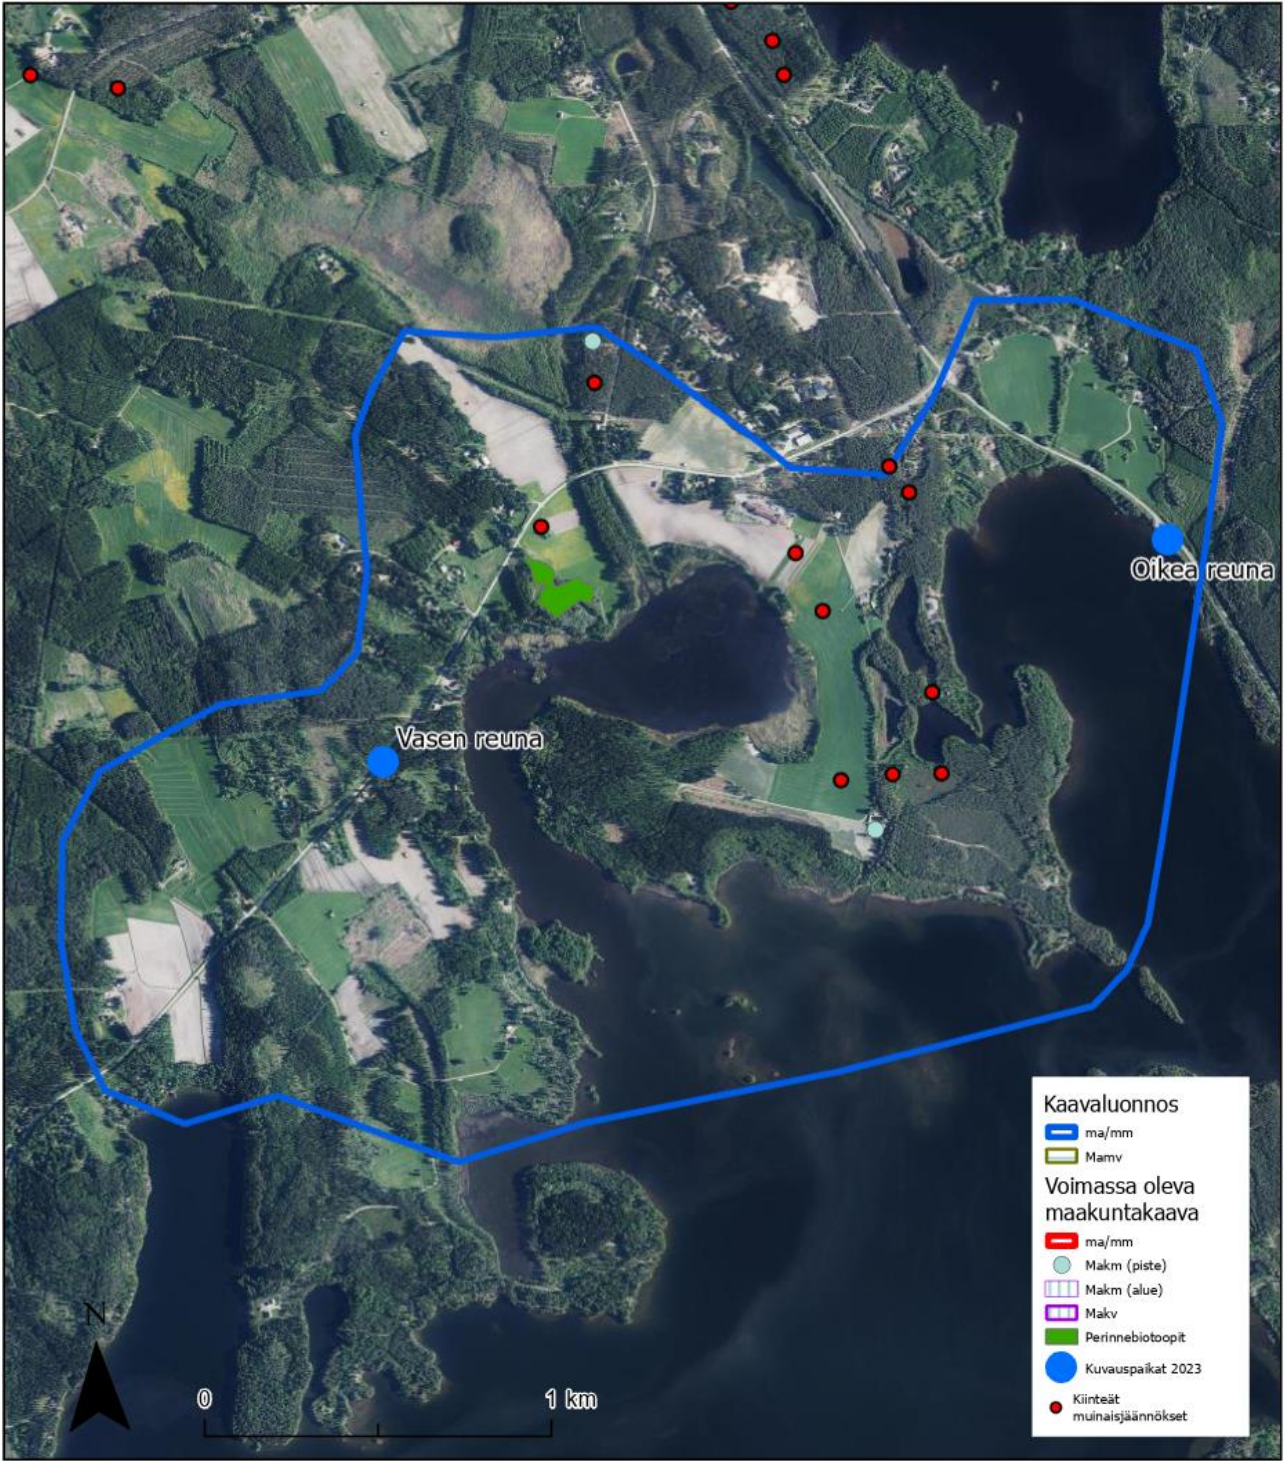 Oikea reuna
Vasen reuna
Kaavaluonnos
ma/mm
Mamv
Voimassa oleva
maakuntakaava
ma/mm
Makm (piste)
Makm (alue)
Makv
Perinnebiotoopit
Kuvauspaikat 2023
Kiinteät
muinaisjäännökset
N
0 1 km